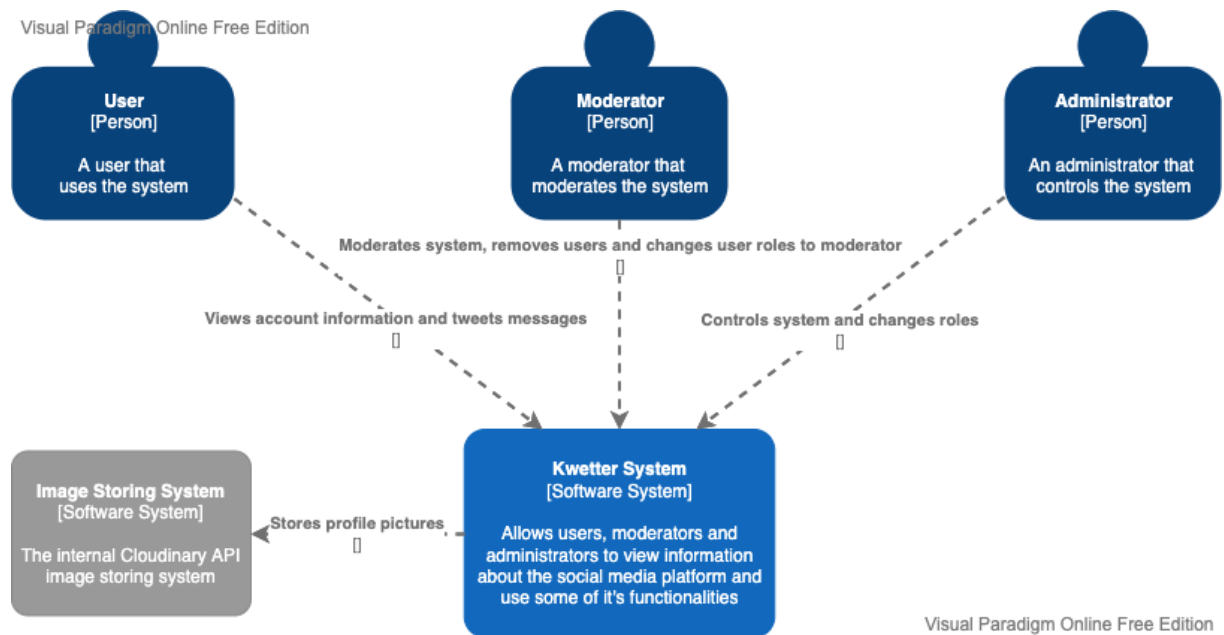 Visual Paradigm Online Free Edition
User
[Person]
A user that
uses the system
Moderator
[Person]
A moderator that
moderates the system
Administrator
[Person]
An administrator that
controls the system
Moderates system, removes users and changes user roles to moderator
[]
Views account information and tweets messages
[]
Controls system and changes roles
[]
Image Storing System
[Software System]
The internal Cloudinary API
image storing system
Stores profile pictures
[]
Kwetter System
[Software System]
Allows users, moderators and
administrators to view information
about the social media platform and
use some of it's functionalities
Visual Paradigm Online Free Edition